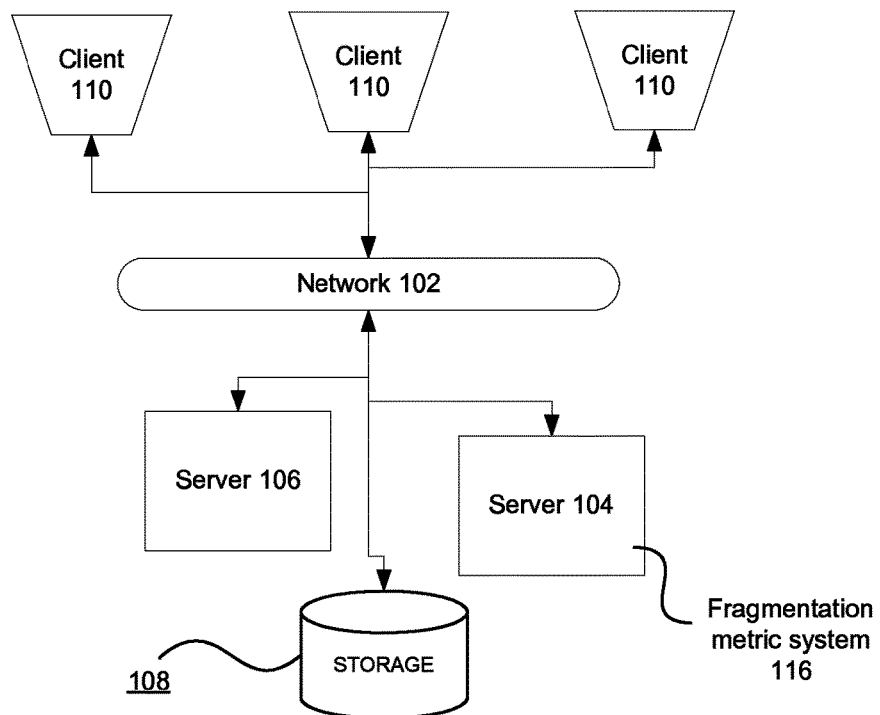 Client
110
Client
110
Client
110
Network 102
Server 106
Server 104
STORAGE
108
Fragmentation
metric system
116